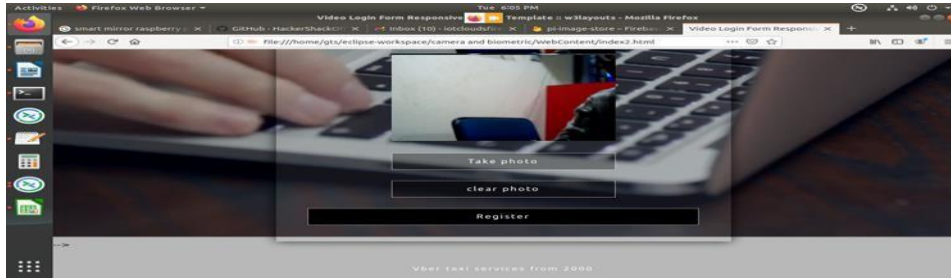 Activities Firefox Web Browser Tue 6:05 PM
Video Login Form Responsive Template :: w3layouts - Mozilla Firefox
smart mirror raspberry GitHub - HackerShackOff Inbox (10) - iotcloudsfire pi-image-store – Fireba Video Login Form Respon
file:///home/gts/eclipse-workspace/camera and biometric/WebContent/index2.html
Take photo
clear photo
Register
-->
Vber taxi services from 2000